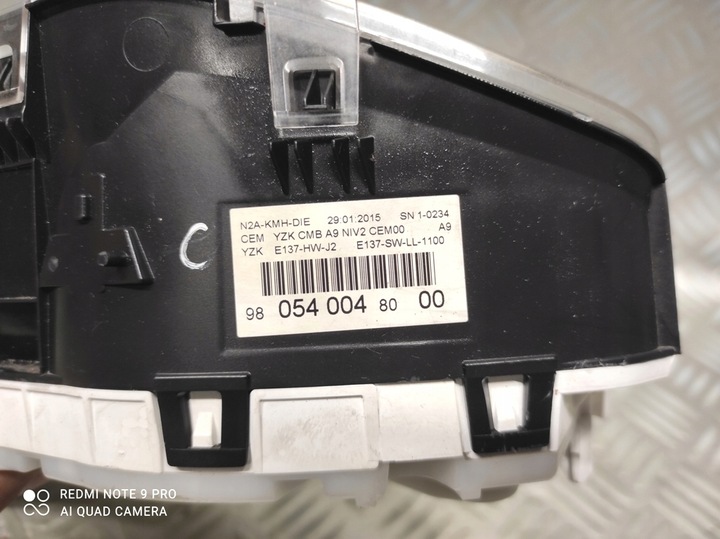 N2A-KMH-DIE 29:01:2015 SN 1-0234
CEM YZK CMB A9 NIV2 CEM00 A9
YZK E137-HW-J2 E137-SW-LL-1100
98 054 004 80 00
C
REDMI NOTE 9 PRO
AI QUAD CAMERA